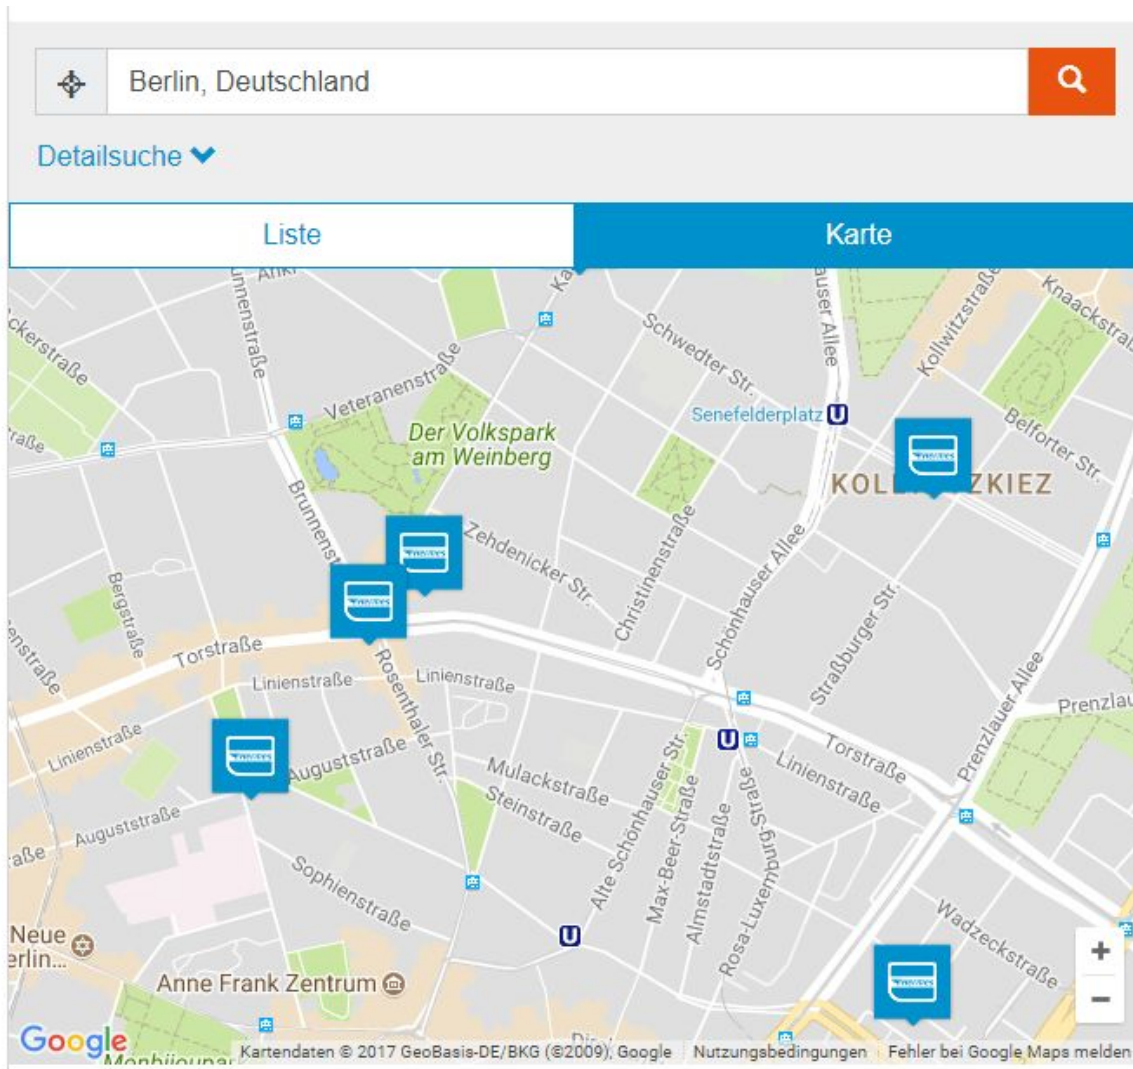 Berlin, Deutschland
Detailsuche
Liste
Karte
Schwedter Str.
Kollwitzstraße
Veteranenstraße
Senefelderplatz
U
Belforter Str.
Der Volkspark
am Weinberg
Zehdenicker Str.
Christinenstraße
Schönhauser Allee
Bergstraße
Torstraße
Straßburger Str.
Linienstraße
Linienstraße
Rosenthaler Str.
Prenzlauer Allee
Linienstraße
Auguststraße
U
Torstraße
Linienstraße
Mulackstraße
Steinstraße
Auguststraße
Alte Schönhauser Str.
Max-Beer-Straße
Almstadtstraße
Rosa-Luxemburg-Straße
Sophienstraße
Wadzeckstraße
U
Neue
Anne Frank Zentrum
+
−
Google
Kartendaten © 2017 GeoBasis-DE/BKG (©2009), Google
Nutzungsbedingungen
Fehler bei Google Maps melden